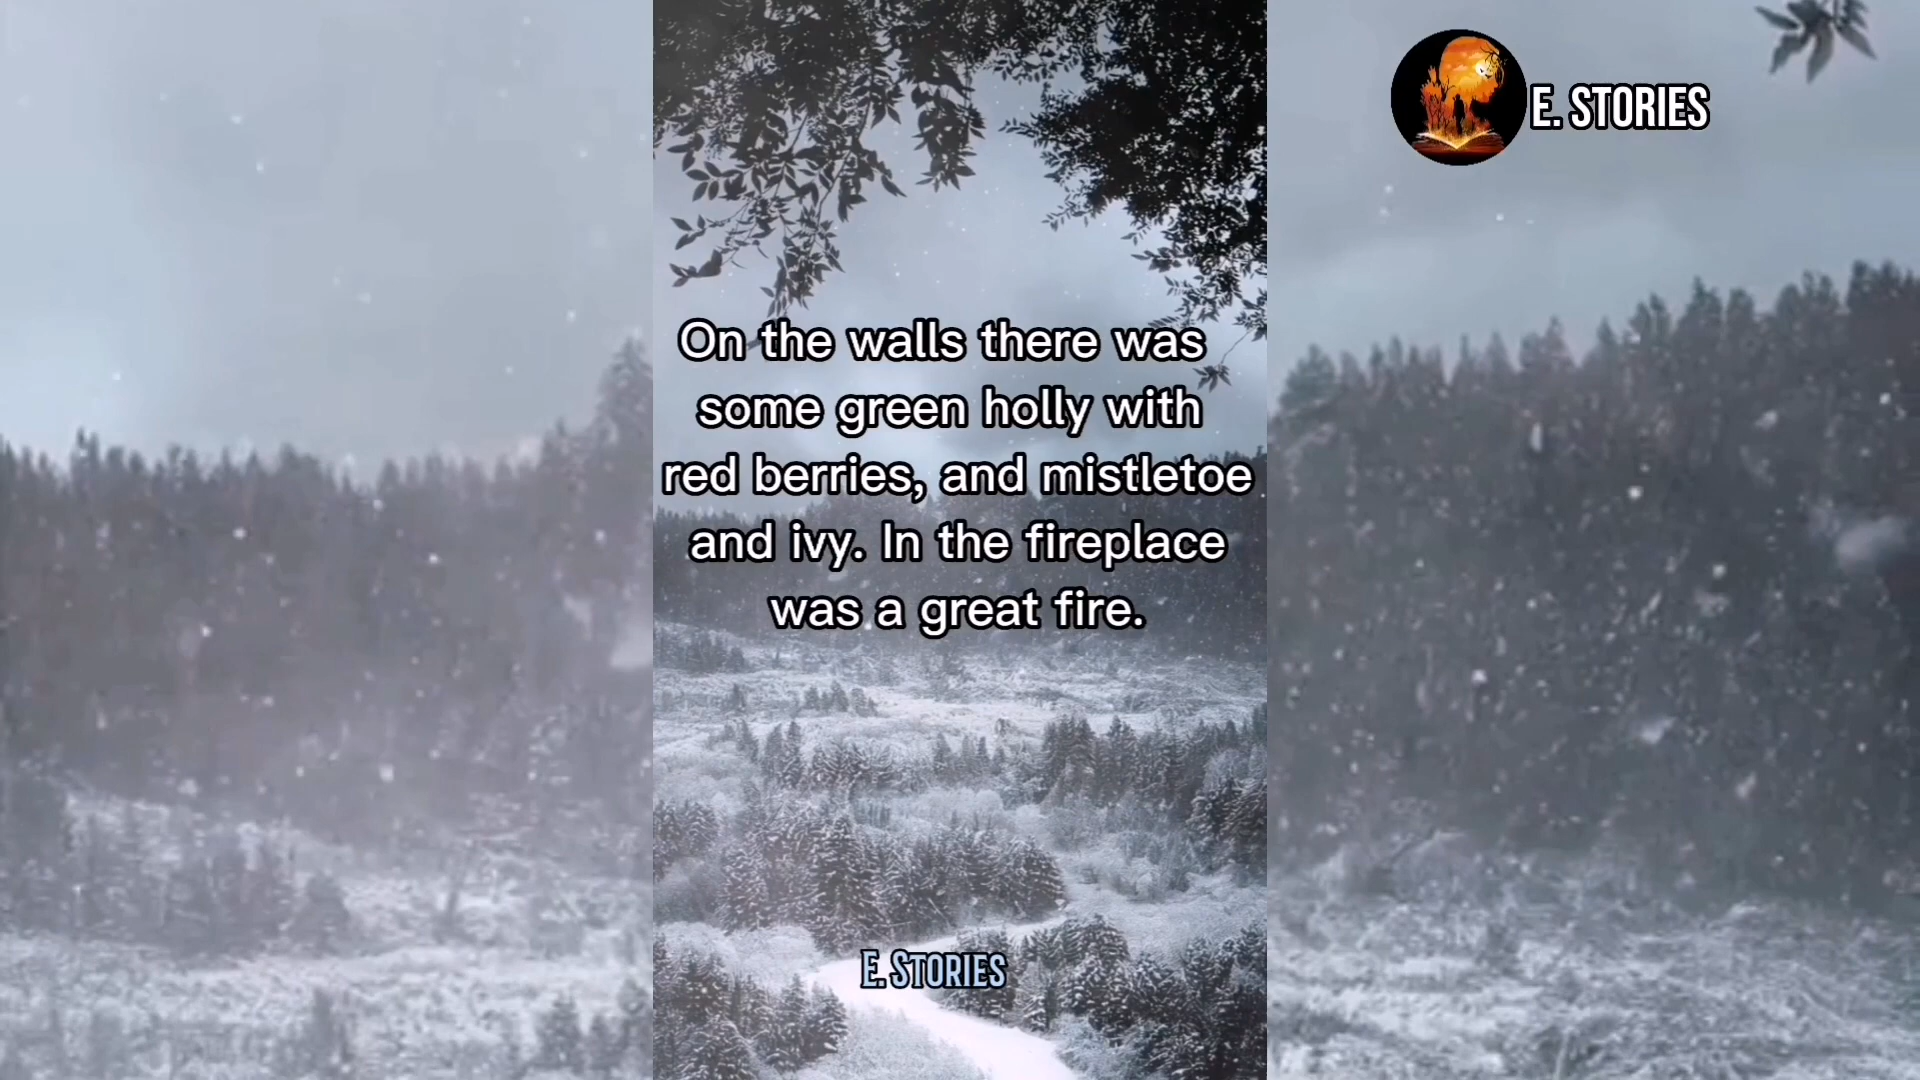 E. STORIES
On the walls there was
some green holly with
red berries, and mistletoe
and ivy. In the fireplace
was a great fire.
E. STORIES